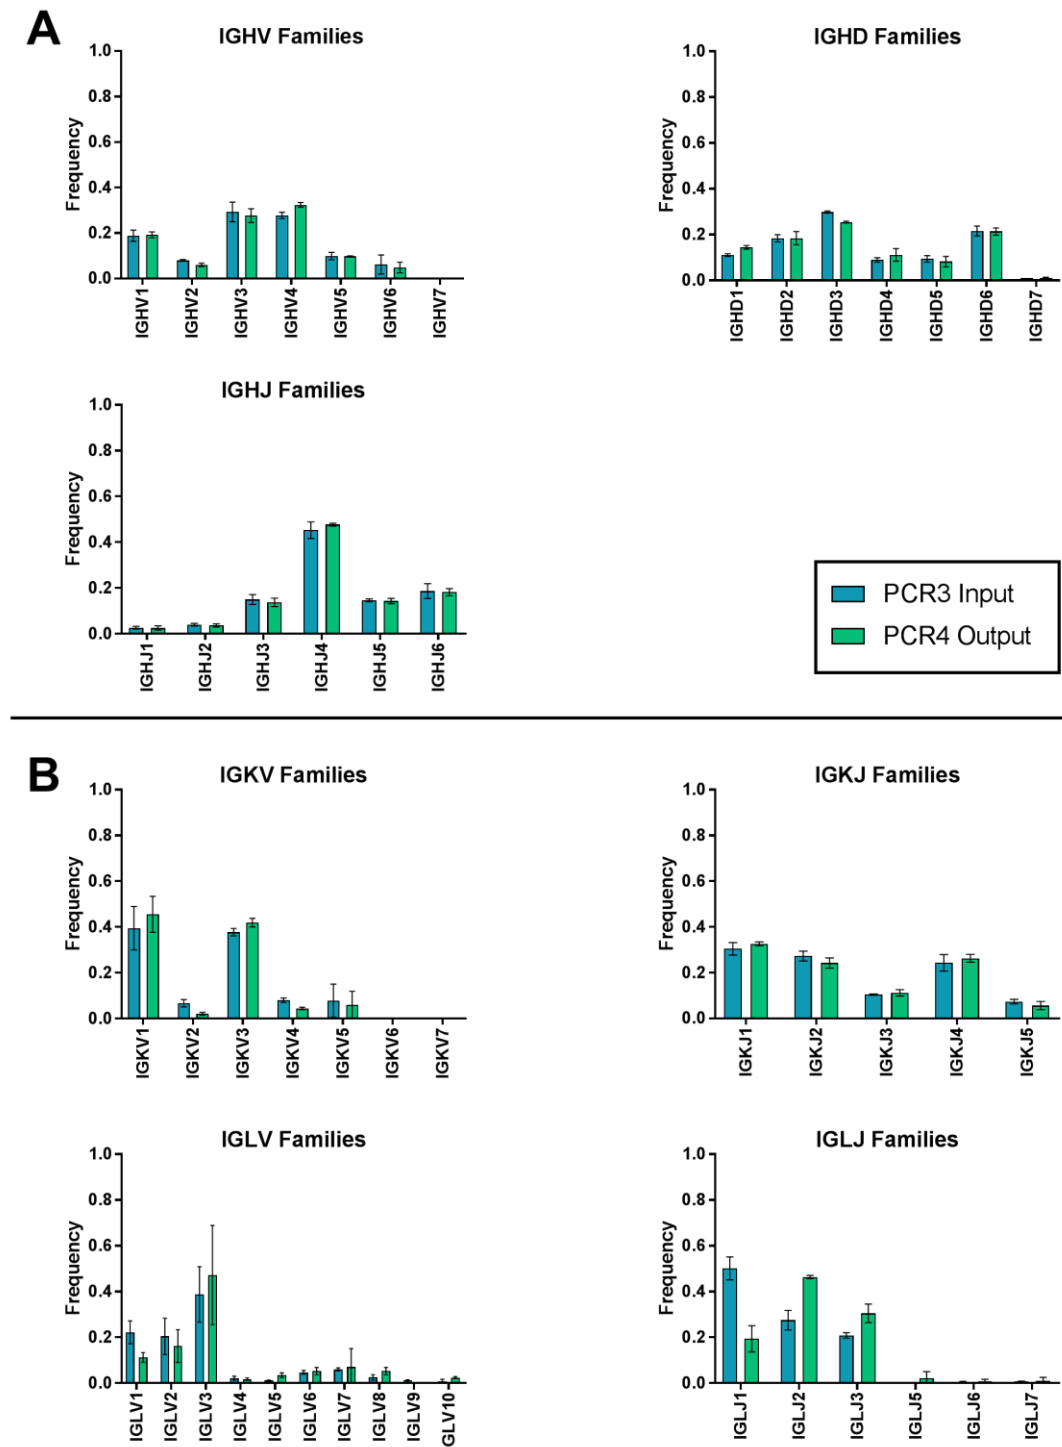 A
IGHV Families
Frequency
1.0
0.8
0.6
0.4
0.2
0.0
IGHV1
IGHV2
IGHV3
IGHV4
IGHV5
IGHV6
IGHV7
IGHD Families
Frequency
1.0
0.8
0.6
0.4
0.2
0.0
IGHD1
IGHD2
IGHD3
IGHD4
IGHD5
IGHD6
IGHD7
IGHJ Families
Frequency
1.0
0.8
0.6
0.4
0.2
0.0
IGHJ1
IGHJ2
IGHJ3
IGHJ4
IGHJ5
IGHJ6
PCR3 Input
PCR4 Output
B
IGKV Families
Frequency
1.0
0.8
0.6
0.4
0.2
0.0
IGKV1
IGKV2
IGKV3
IGKV4
IGKV5
IGKV6
IGKV7
IGKJ Families
Frequency
1.0
0.8
0.6
0.4
0.2
0.0
IGKJ1
IGKJ2
IGKJ3
IGKJ4
IGKJ5
IGLV Families
Frequency
1.0
0.8
0.6
0.4
0.2
0.0
IGLV1
IGLV2
IGLV3
IGLV4
IGLV5
IGLV6
IGLV7
IGLV8
IGLV9
GLV10
IGLJ Families
Frequency
1.0
0.8
0.6
0.4
0.2
0.0
IGLJ1
IGLJ2
IGLJ3
IGLJ5
IGLJ6
IGLJ7